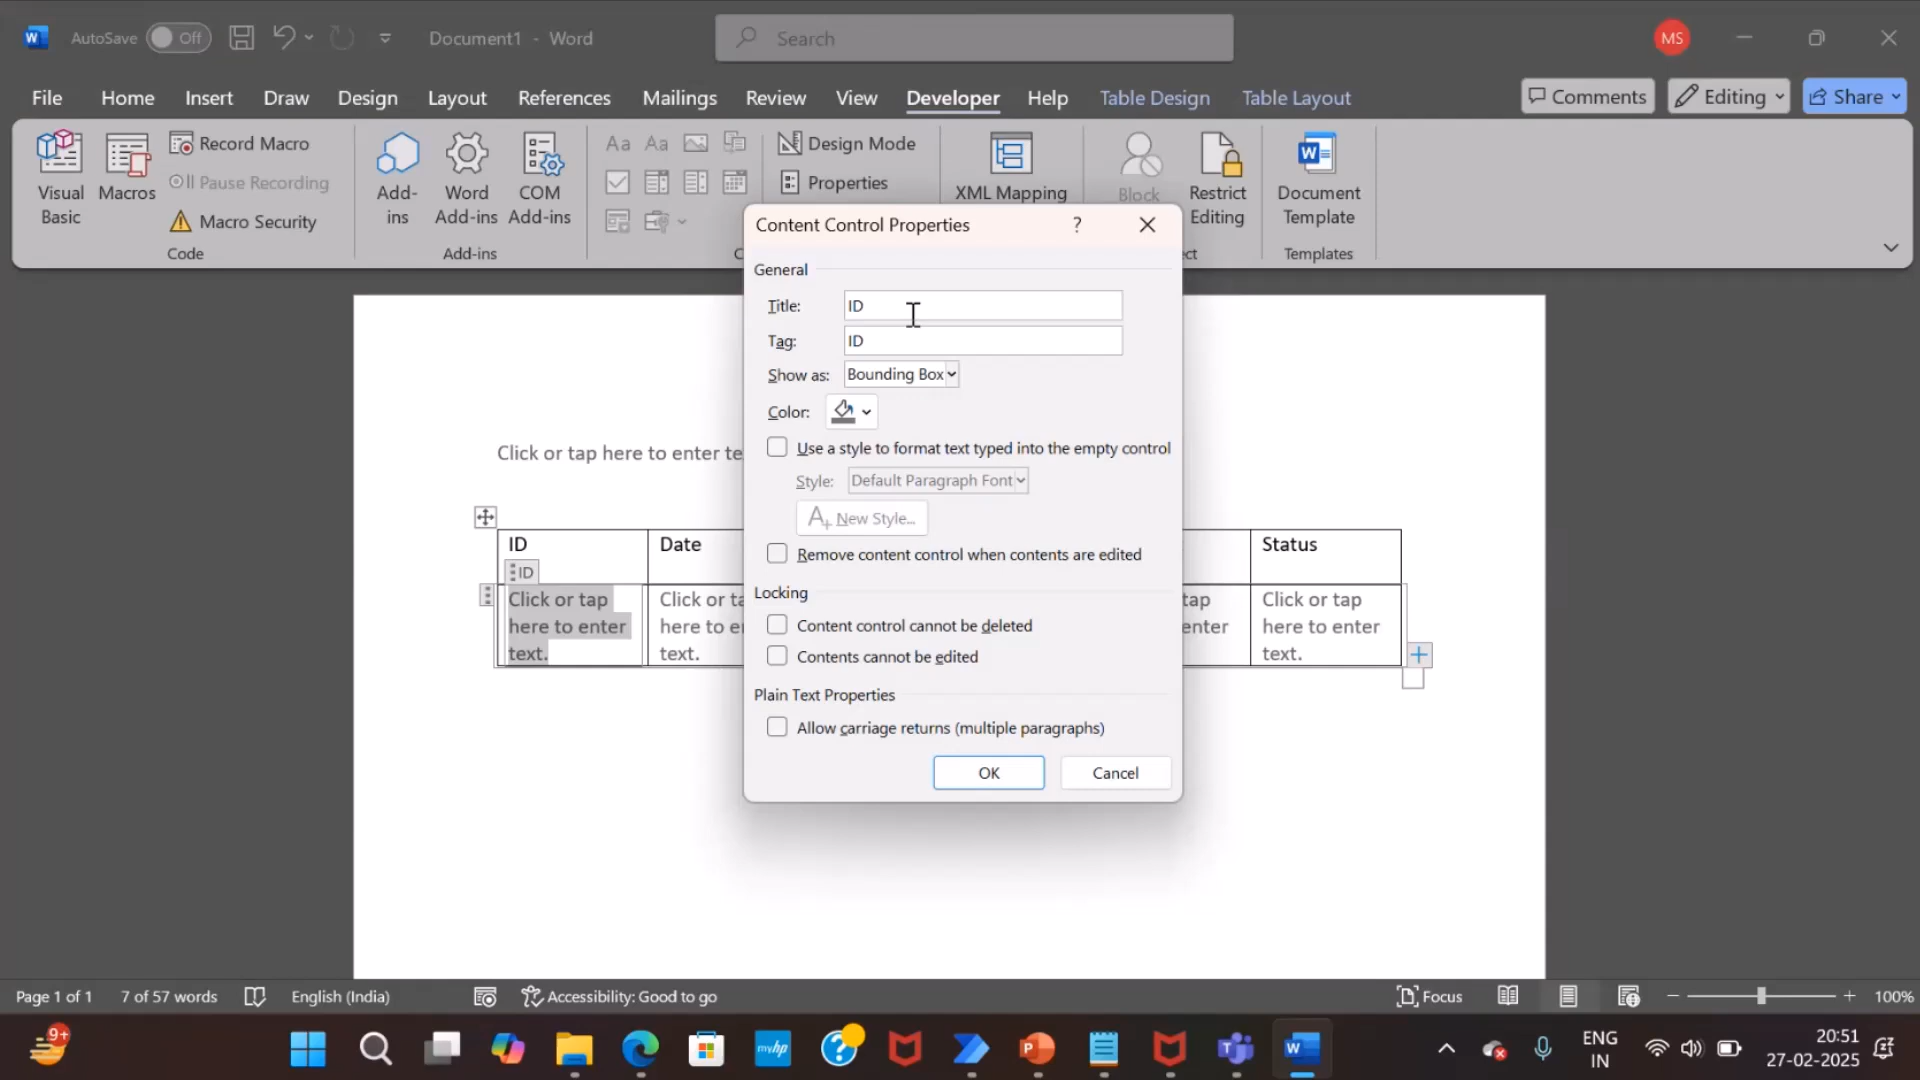 AutoSave Off Document1 - Word Search MS
File Home Insert Draw Design Layout References Mailings Review View Developer Help Table Design Table Layout Comments Editing Share
Visual Basic
Macros
Record Macro
Pause Recording
Macro Security
Code
Add-ins
Word Add-ins
COM Add-ins
Add-ins
Aa Aa
Design Mode
Properties
XML Mapping
Block
Restrict Editing
ct
Document Template
Templates
Content Control Properties ?
General
Title: ID
Tag: ID
Show as: Bounding Box
Color:
Use a style to format text typed into the empty control
Style: Default Paragraph Font
A+ New Style...
Remove content control when contents are edited
Locking
Content control cannot be deleted
Contents cannot be edited
Plain Text Properties
Allow carriage returns (multiple paragraphs)
OK Cancel
Click or tap here to enter te
ID Date Status
ID
Click or tap here to enter text.
Click or ta
here to er
text.
tap
enter
Click or tap here to enter text.
Page 1 of 1 7 of 57 words English (India) Accessibility: Good to go Focus 100%
9+
myhp
ENG
IN
20:51
27-02-2025